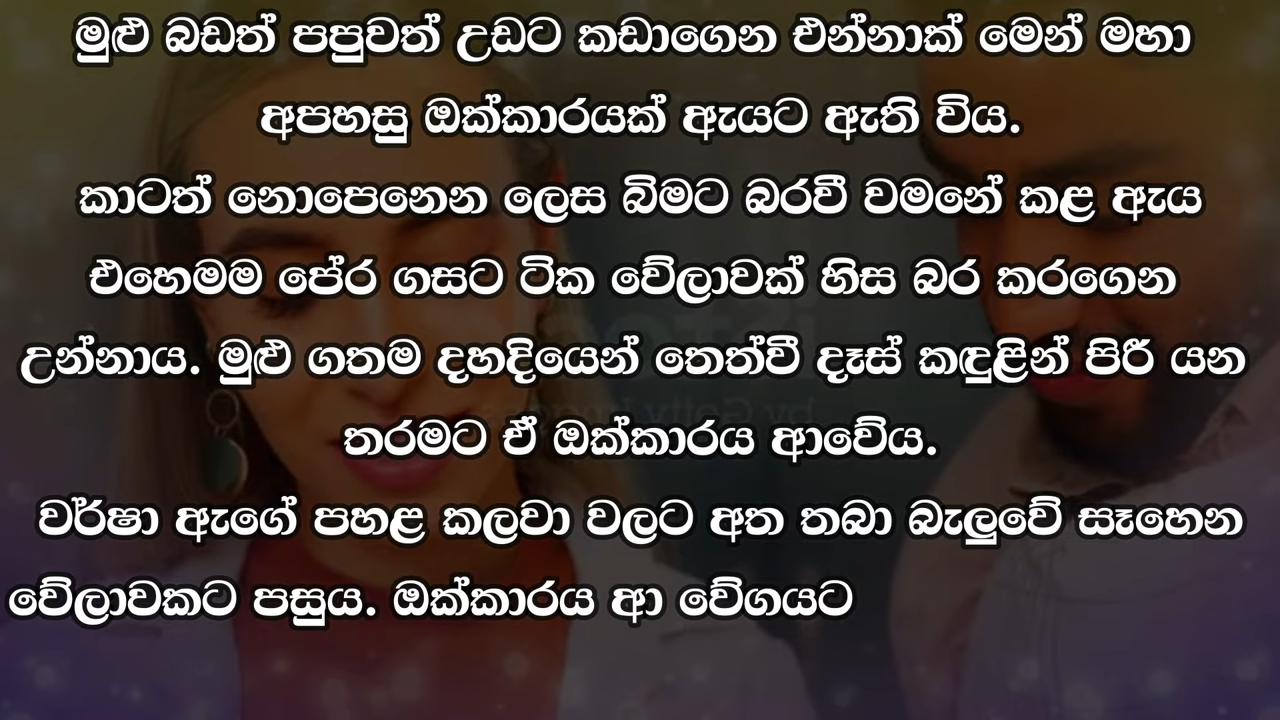 මුළු බඩත් පපුවත් උඩට කඩාගෙන එන්නාක් මෙන් මහා
අපහසු ඔක්කාරයක් ඇයට ඇති විය.
කාටත් නොපෙනෙන ලෙස බිමට බරවී වමනේ කළ ඇය
එහෙමම පේර ගසට ටික වේලාවක් හිස බර කරගෙන
උන්නාය. මුළු ගතම දහදියෙන් තෙත්වී දෑස් කඳුළින් පිරී යන
තරමට ඒ ඔක්කාරය ආවේය.
වර්ෂා ඇගේ පහළ කලවා වලට අත තබා බැලුවේ සෑහෙන
වේලාවකට පසුය. ඔක්කාරය ආ වේගයට